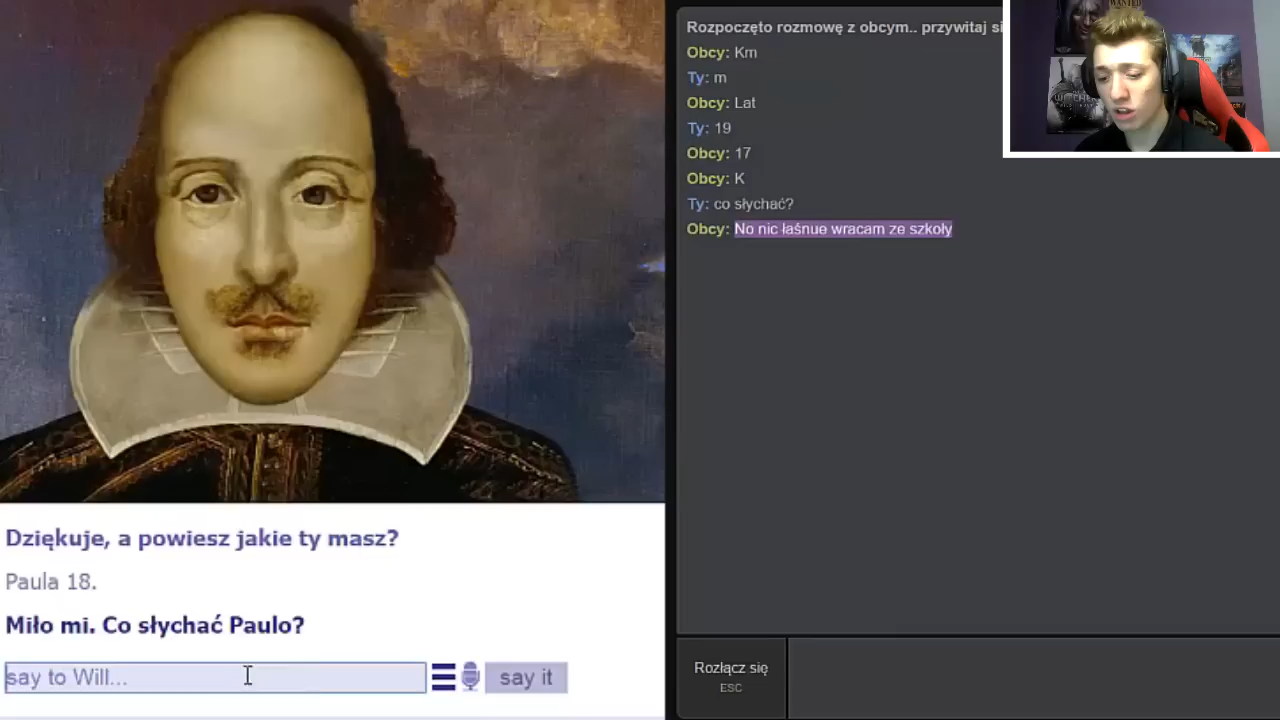 Dziękuje, a powiesz jakie ty masz?
Paula 18.
Miło mi. Co słychać Paulo?
say to Will...
say it
Rozpoczęto rozmowę z obcym.. przywitaj si
Obcy: Km
Ty: m
Obcy: Lat
Ty: 19
Obcy: 17
Obcy: K
Ty: co słychać?
Obcy: No nic łaśnue wracam ze szkoły
Rozłącz się
ESC
WANTED